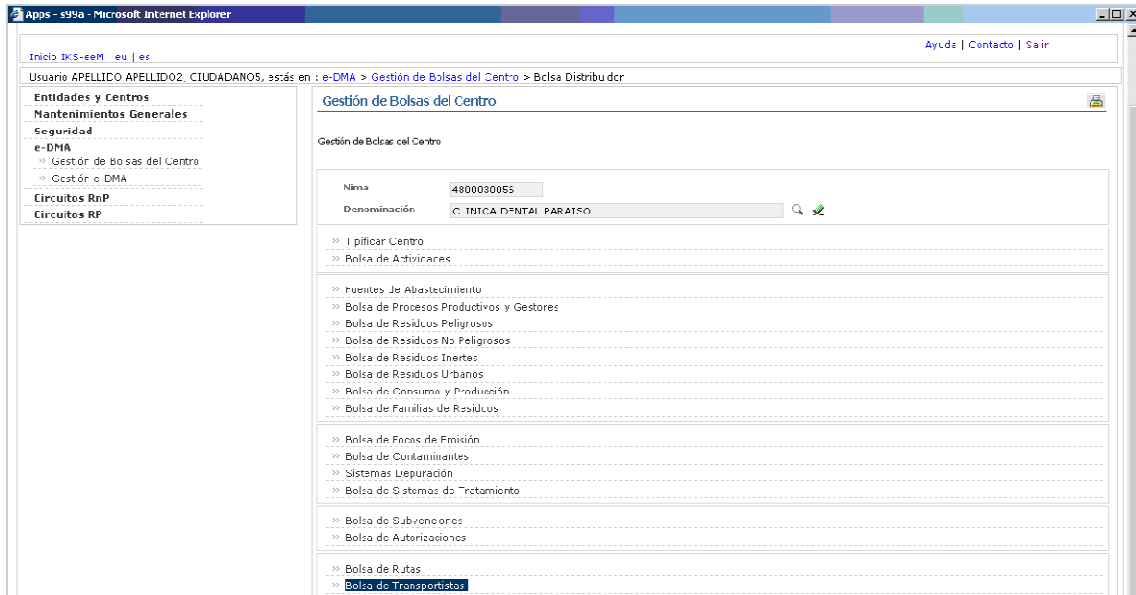 Apps - s99a - Microsoft Internet Explorer
Ayuda | Contacto | Salir
Inicio IKS-eeM eu | es
Usuario APELLIDO APELLIDO2, CIUDADANO5, estás en : e-DMA > Gestión de Bolsas del Centro > Bolsa Distribuidor
Entidades y Centros
Mantenimientos Generales
Seguridad
e-DMA
» Gestión de Bolsas del Centro
» Gestión e-DMA
Circuitos RnP
Circuitos RP
Gestión de Bolsas del Centro
Gestión de Bolsas del Centro
Nima 4800030056
Denominación CLINICA DENTAL PARAISO
» Tipificar Centro
» Bolsa de Actividades
» Fuentes de Abastecimiento
» Bolsa de Procesos Productivos y Gestores
» Bolsa de Residuos Peligrosos
» Bolsa de Residuos No Peligrosos
» Bolsa de Residuos Inertes
» Bolsa de Residuos Urbanos
» Bolsa de Consumo y Producción
» Bolsa de Familias de Residuos
» Bolsa de Focos de Emisión
» Bolsa de Contaminantes
» Sistemas Depuración
» Bolsa de Sistemas de Tratamiento
» Bolsa de Subvenciones
» Bolsa de Autorizaciones
» Bolsa de Rutas
» Bolsa de Transportistas